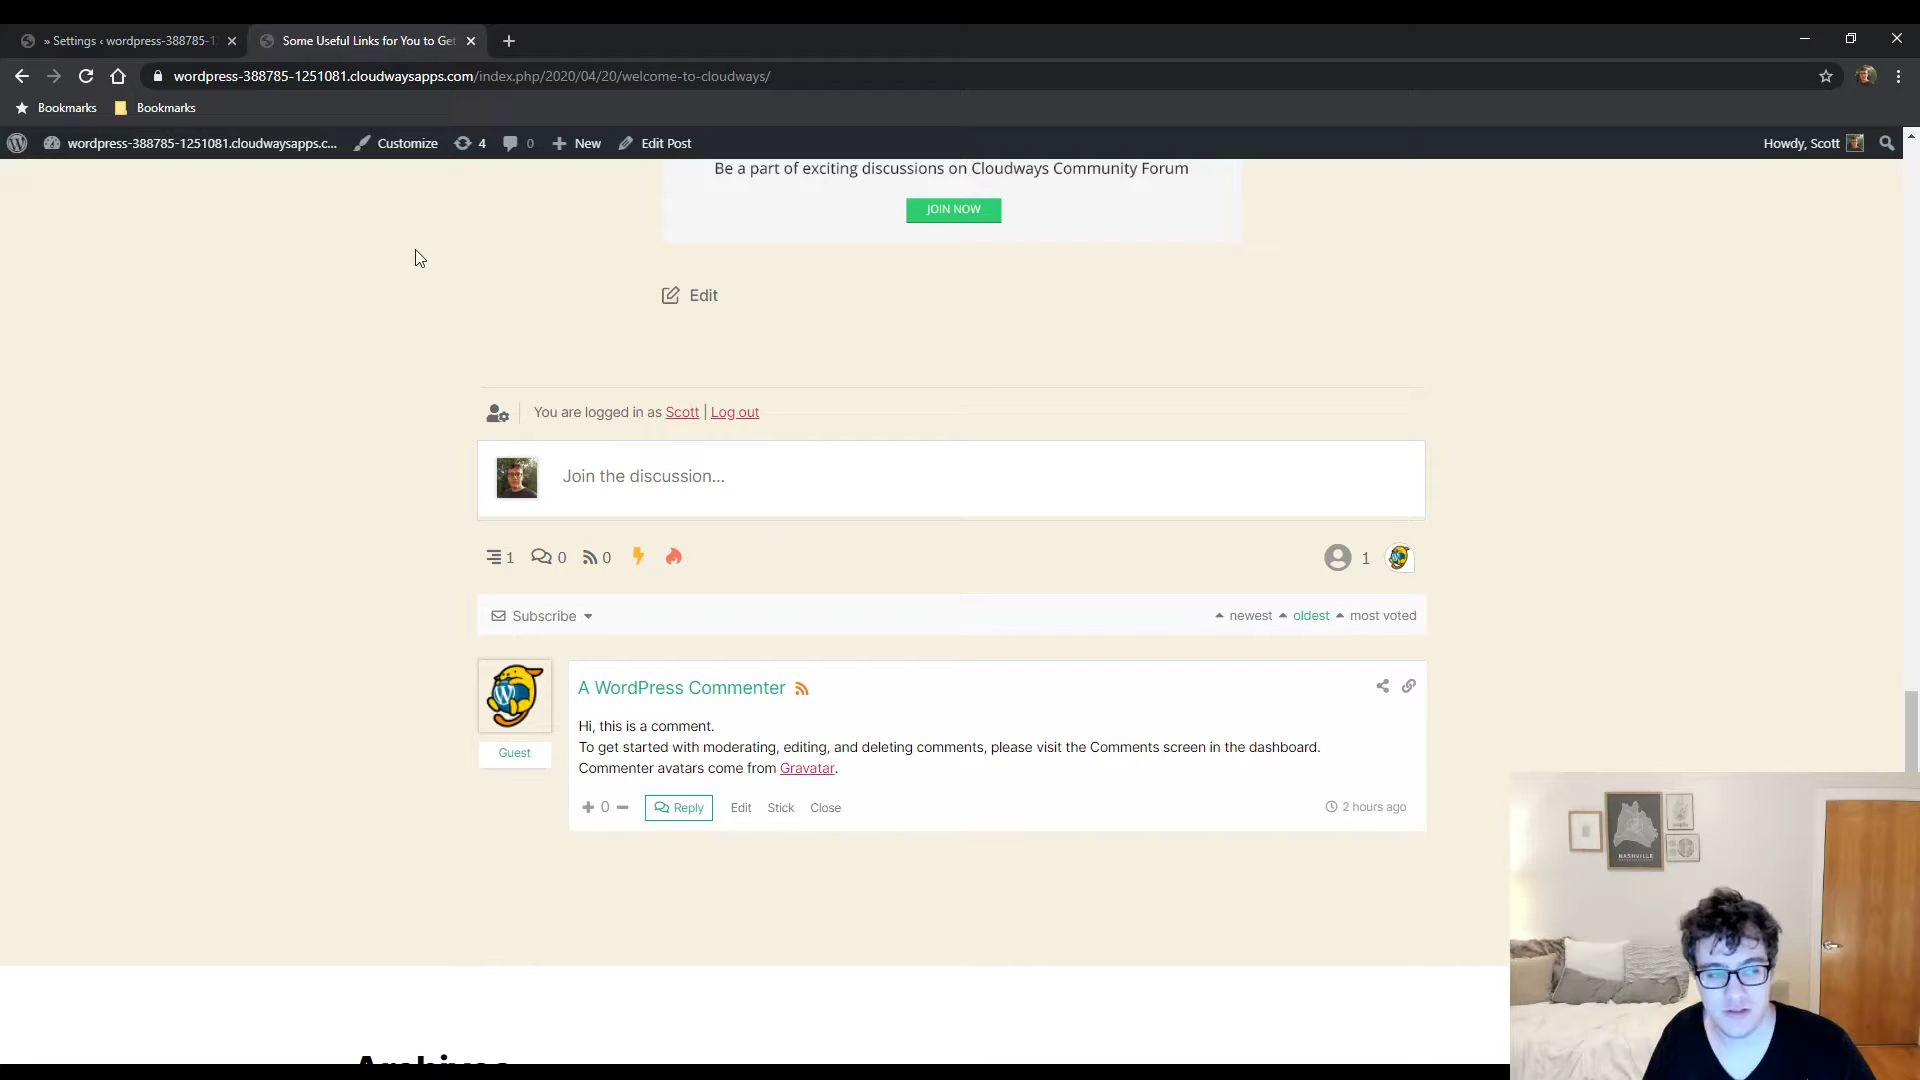 » Settings ‹ wordpress-388785-1
Some Useful Links for You to Get
wordpress-388785-1251081.cloudwaysapps.com/index.php/2020/04/20/welcome-to-cloudways/
Bookmarks
Bookmarks
wordpress-388785-1251081.cloudwaysapps.c...
Customize
4
0
New
Edit Post
Howdy, Scott
Be a part of exciting discussions on Cloudways Community Forum
JOIN NOW
Edit
You are logged in as Scott | Log out
Join the discussion...
1
0
0
1
Subscribe
newest
oldest
most voted
A WordPress Commenter
Guest
Hi, this is a comment.
To get started with moderating, editing, and deleting comments, please visit the Comments screen in the dashboard.
Commenter avatars come from Gravatar.
0
Reply
Edit
Stick
Close
2 hours ago
Archives
NASHVILLE